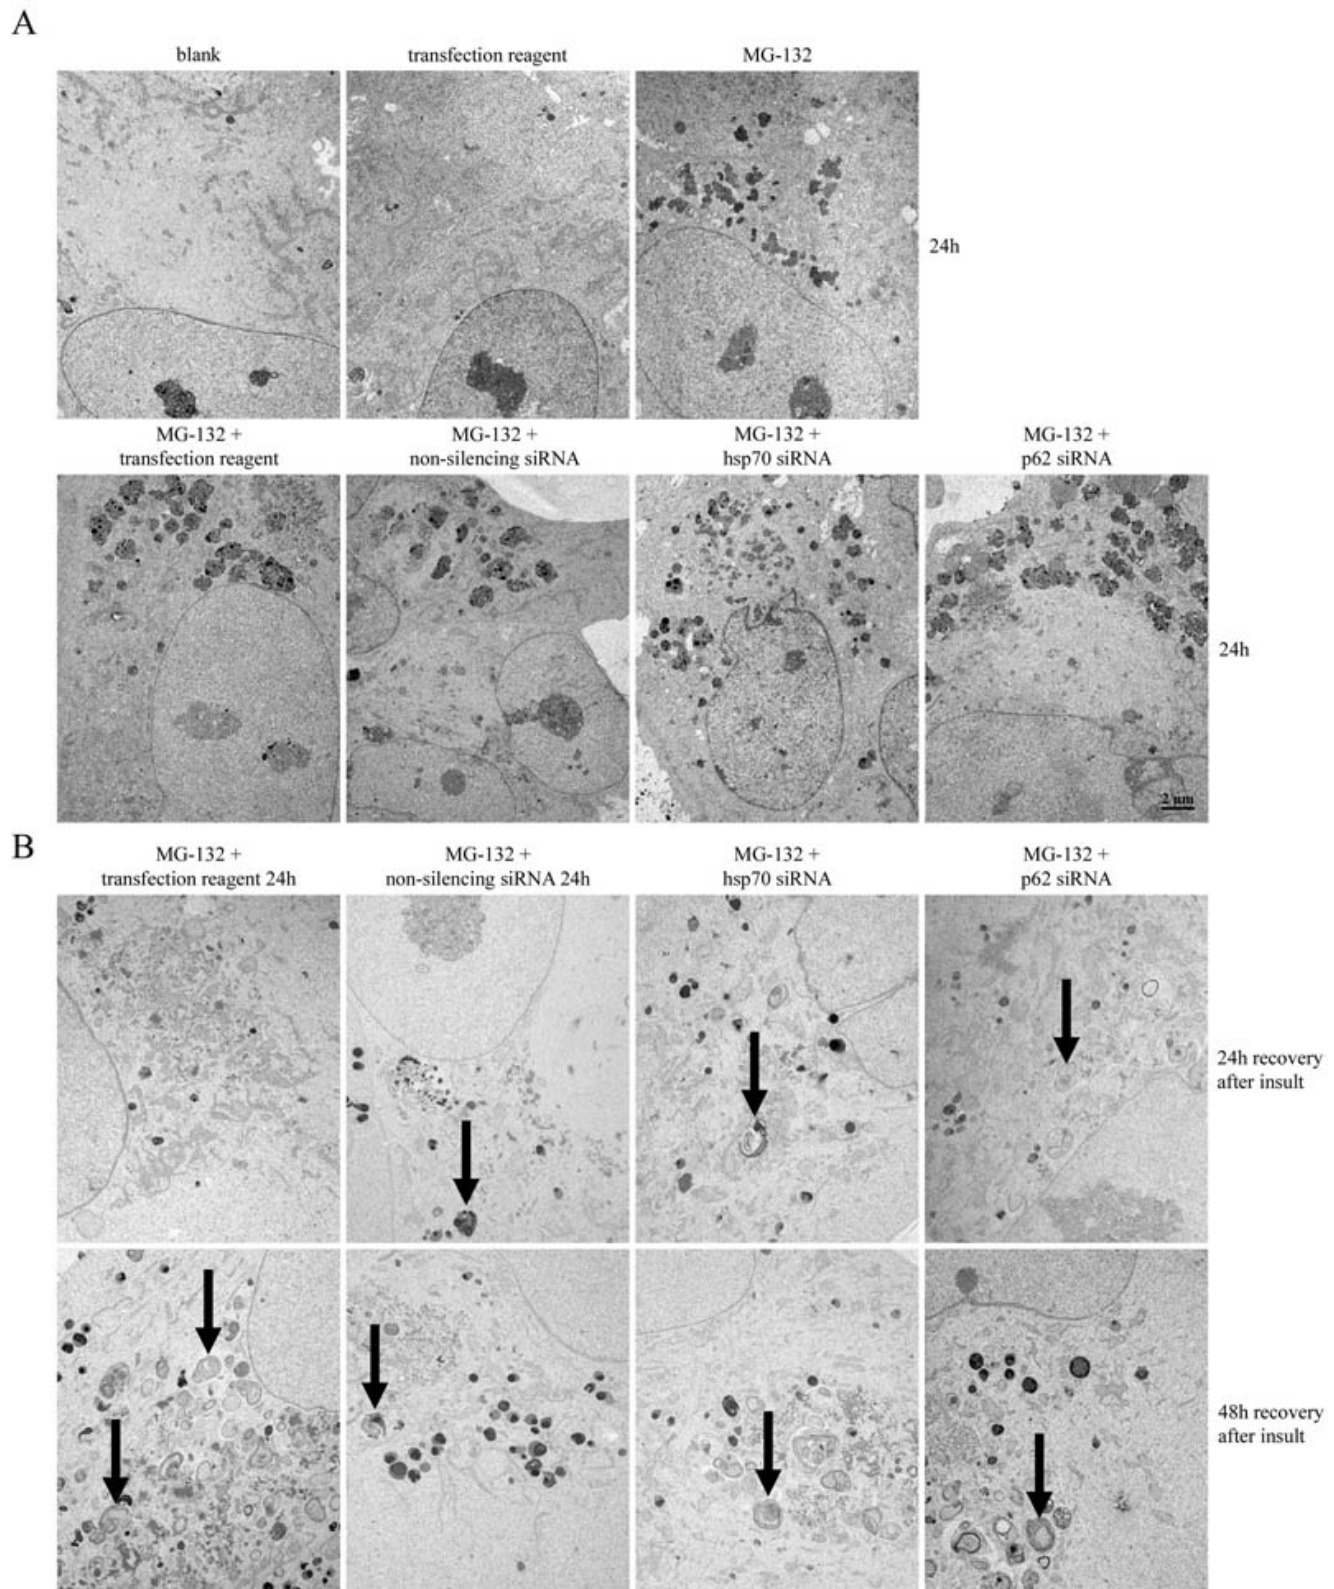 A
blank
transfection reagent
MG-132
24h
MG-132 +
transfection reagent
MG-132 +
non-silencing siRNA
MG-132 +
hsp70 siRNA
MG-132 +
p62 siRNA
24h
2 µm
B
MG-132 +
transfection reagent 24h
MG-132 +
non-silencing siRNA 24h
MG-132 +
hsp70 siRNA
MG-132 +
p62 siRNA
24h recovery
after insult
48h recovery
after insult